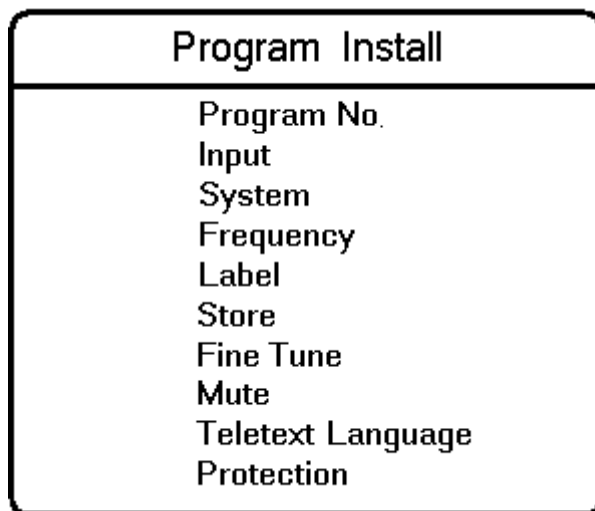 Program Install
Program No.
Input
System
Frequency
Label
Store
Fine Tune
Mute
Teletext Language
Protection